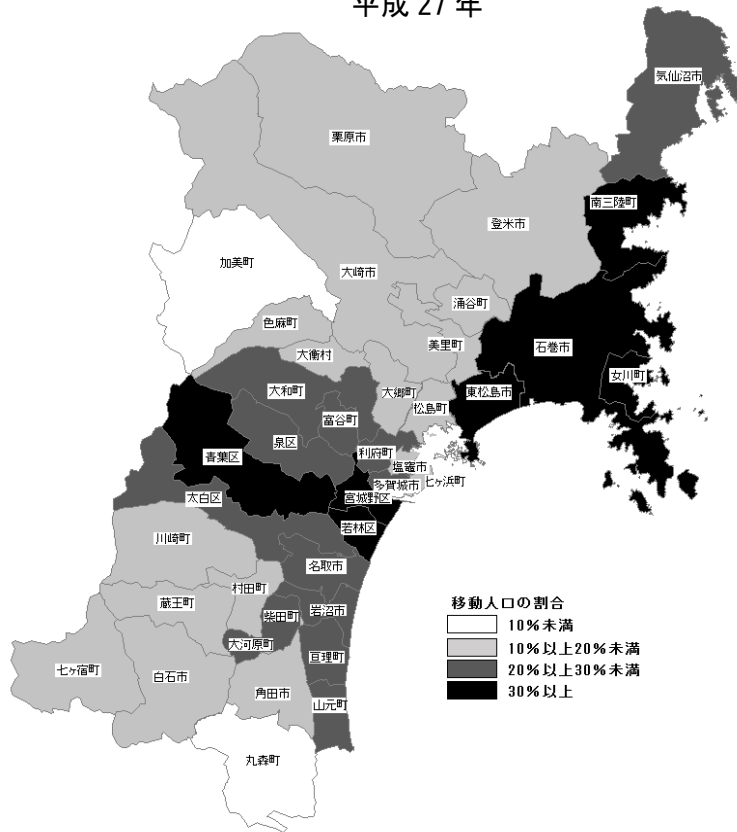 平成 27 年
気仙沼市
栗原市
南三陸町
登米市
加美町
大崎市
涌谷町
色麻町
美里町
石巻市
大衡村
女川町
大和町
大郷町
東松島市
松島町
富谷町
泉区
利府町
青葉区
塩竈市
多賀城市
七ヶ浜町
太白区
宮城野区
若林区
川崎町
名取市
村田町
蔵王町
岩沼市
柴田町
大河原町
亘理町
七ヶ宿町
白石市
角田市
山元町
丸森町
移動人口の割合
10%未満
10%以上20%未満
20%以上30%未満
30%以上